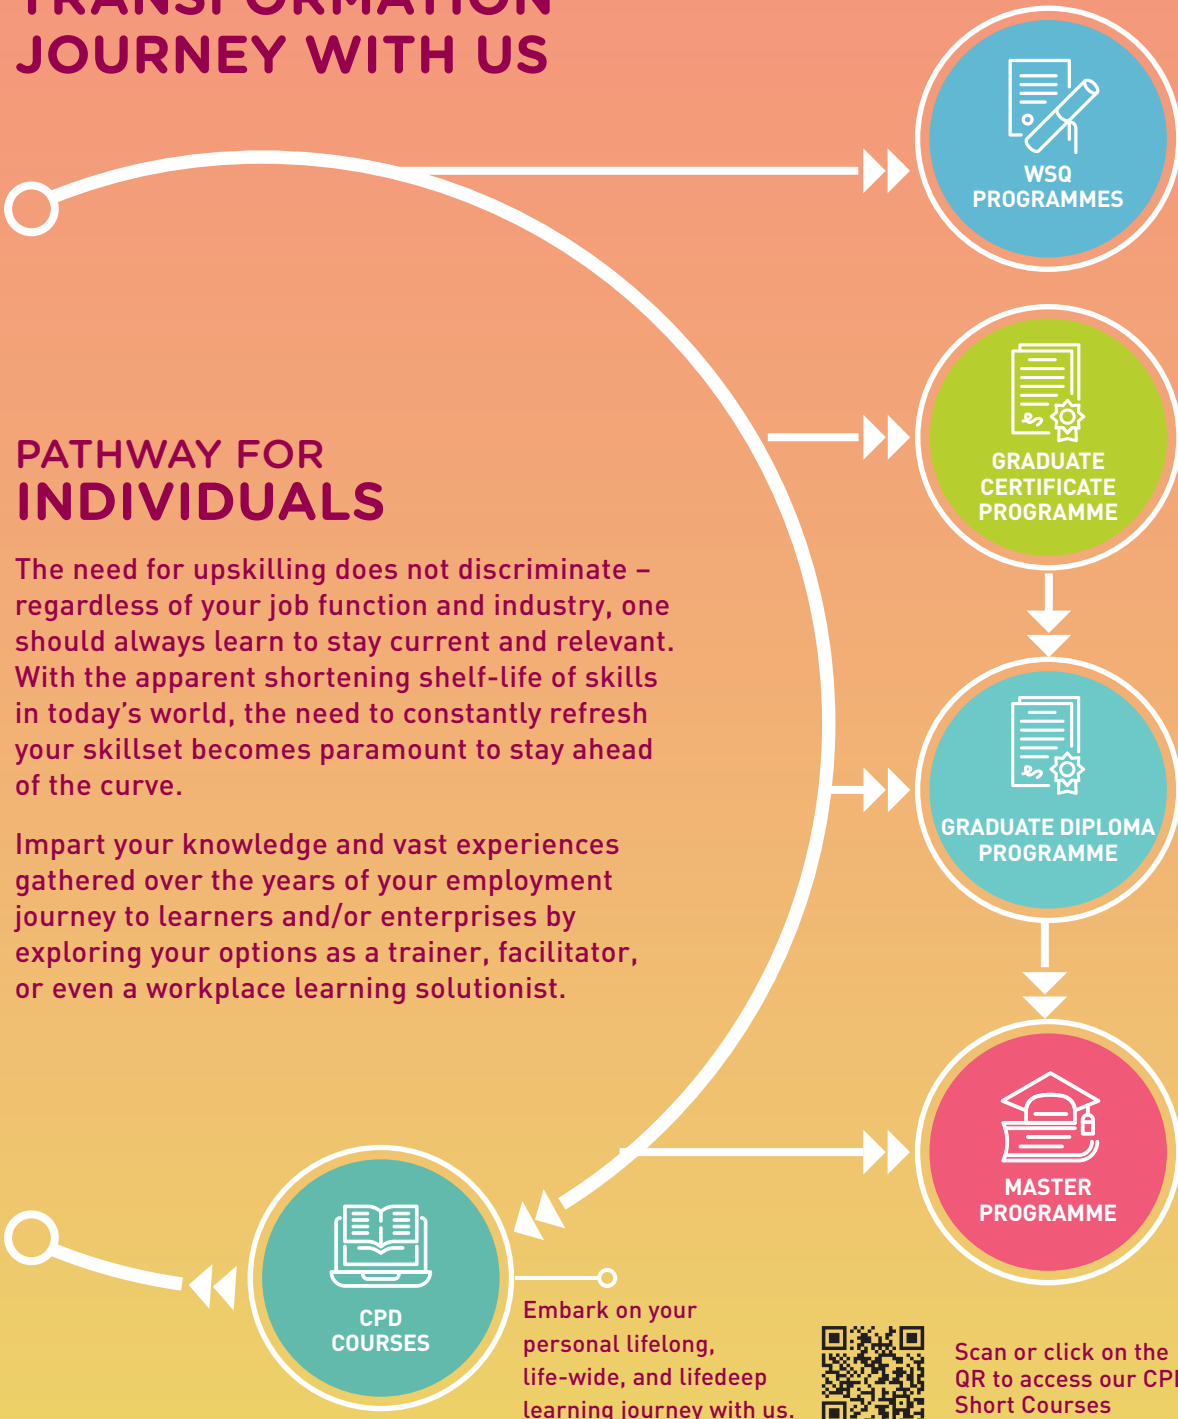 TRANSFORMATION
JOURNEY WITH US
WSQ
PROGRAMMES
GRADUATE
CERTIFICATE
PROGRAMME
PATHWAY FOR
INDIVIDUALS
The need for upskilling does not discriminate –
regardless of your job function and industry, one
should always learn to stay current and relevant.
With the apparent shortening shelf-life of skills
in today's world, the need to constantly refresh
your skillset becomes paramount to stay ahead
of the curve.
Impart your knowledge and vast experiences
gathered over the years of your employment
journey to learners and/or enterprises by
exploring your options as a trainer, facilitator,
or even a workplace learning solutionist.
GRADUATE DIPLOMA
PROGRAMME
MASTER
PROGRAMME
CPD
COURSES
Embark on your
personal lifelong,
life-wide, and lifedeep
learning journey with us.
Scan or click on the
QR to access our CPD
Short Courses